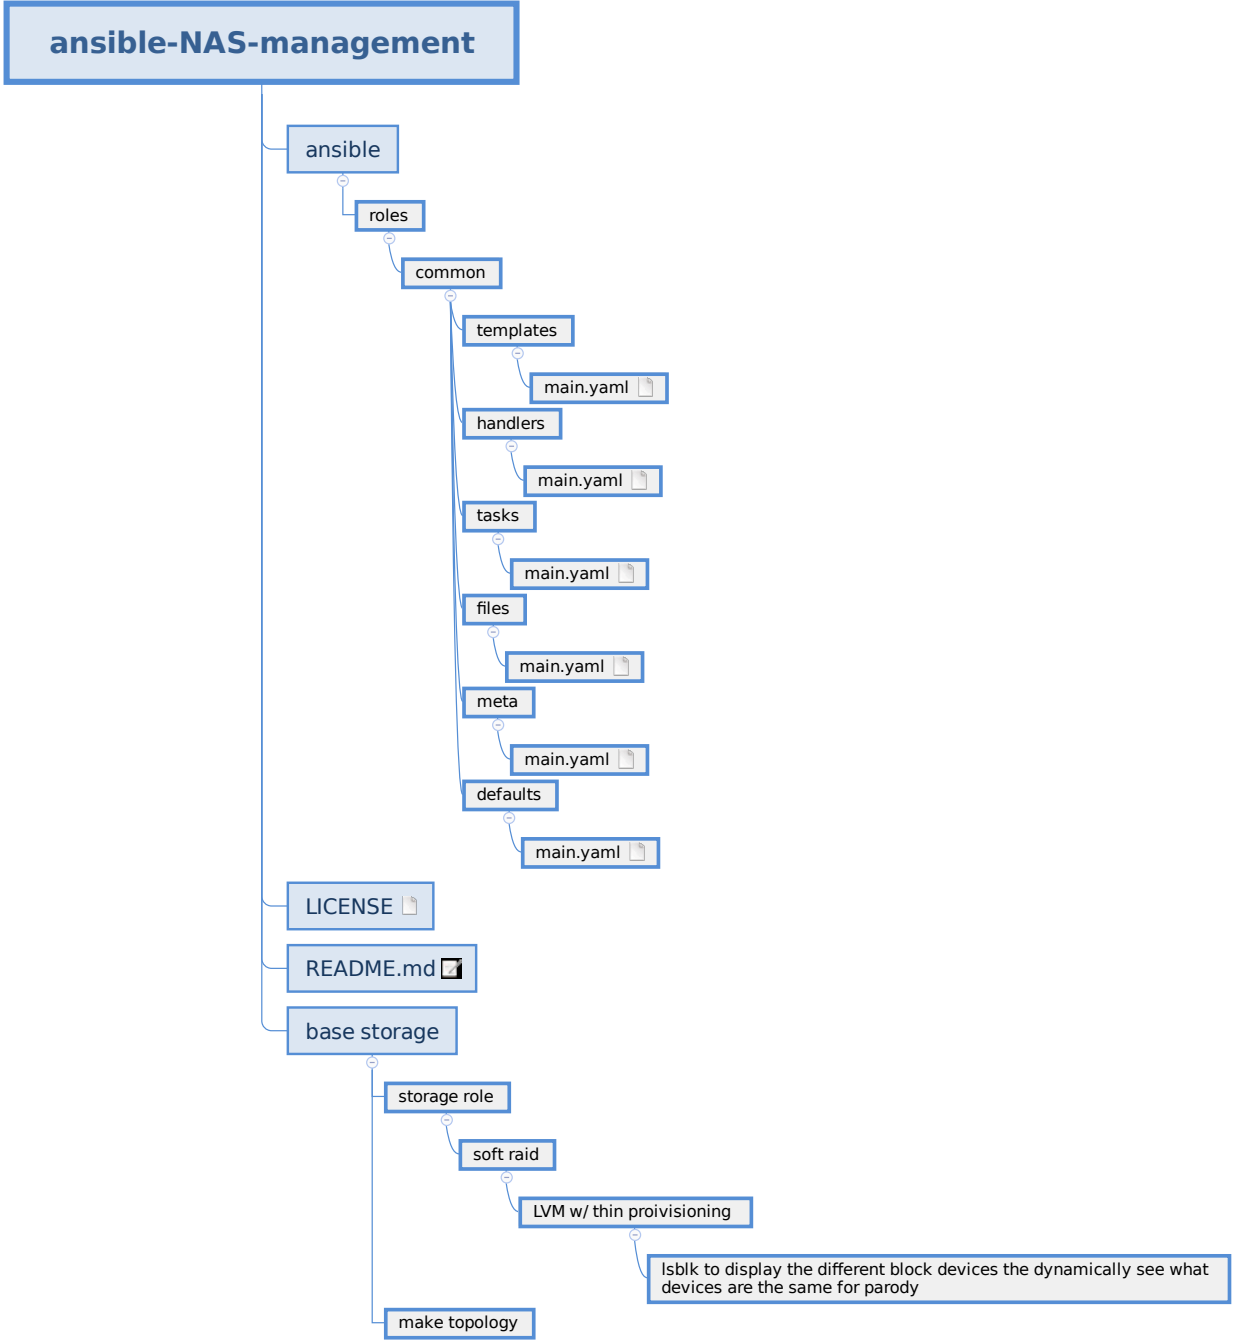 ansible-NAS-management
ansible
roles
common
templates
main.yaml
handlers
main.yaml
tasks
main.yaml
files
main.yaml
meta
main.yaml
defaults
main.yaml
LICENSE
README.md
base storage
storage role
soft raid
LVM w/ thin proivisioning
lsblk to display the different block devices the dynamically see what
devices are the same for parody
make topology